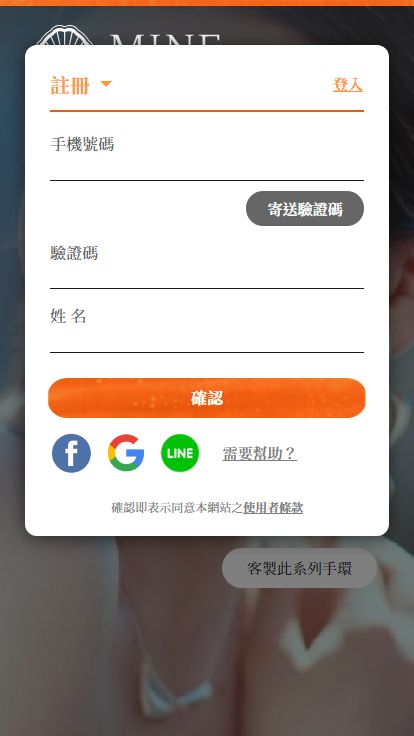 MINE
註冊
登入
手機號碼
寄送驗證碼
驗證碼
姓 名
確認
f
G
LINE
需要幫助？
確認即表示同意本網站之使用者條款
客製此系列手環